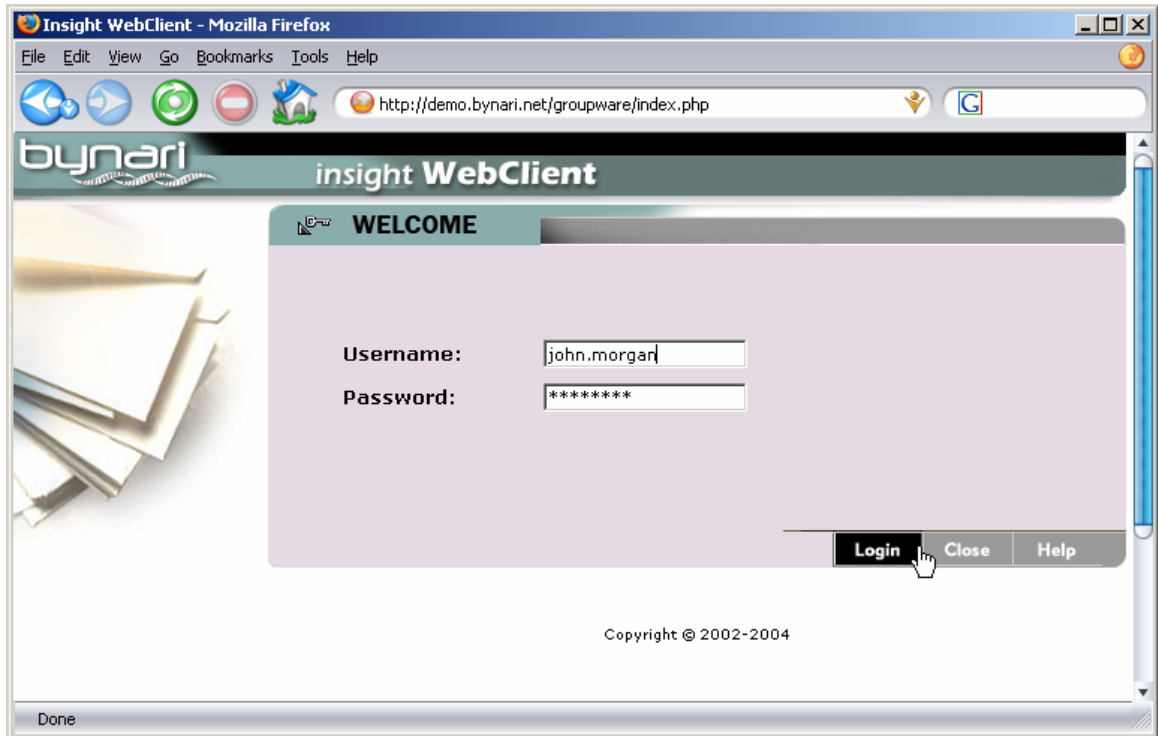 Insight WebClient - Mozilla Firefox
File Edit View Go Bookmarks Tools Help
http://demo.bynari.net/groupware/index.php G
bynari
insight WebClient
WELCOME
Username: john.morgan
Password: ********
Login Close Help
Copyright © 2002-2004
Done